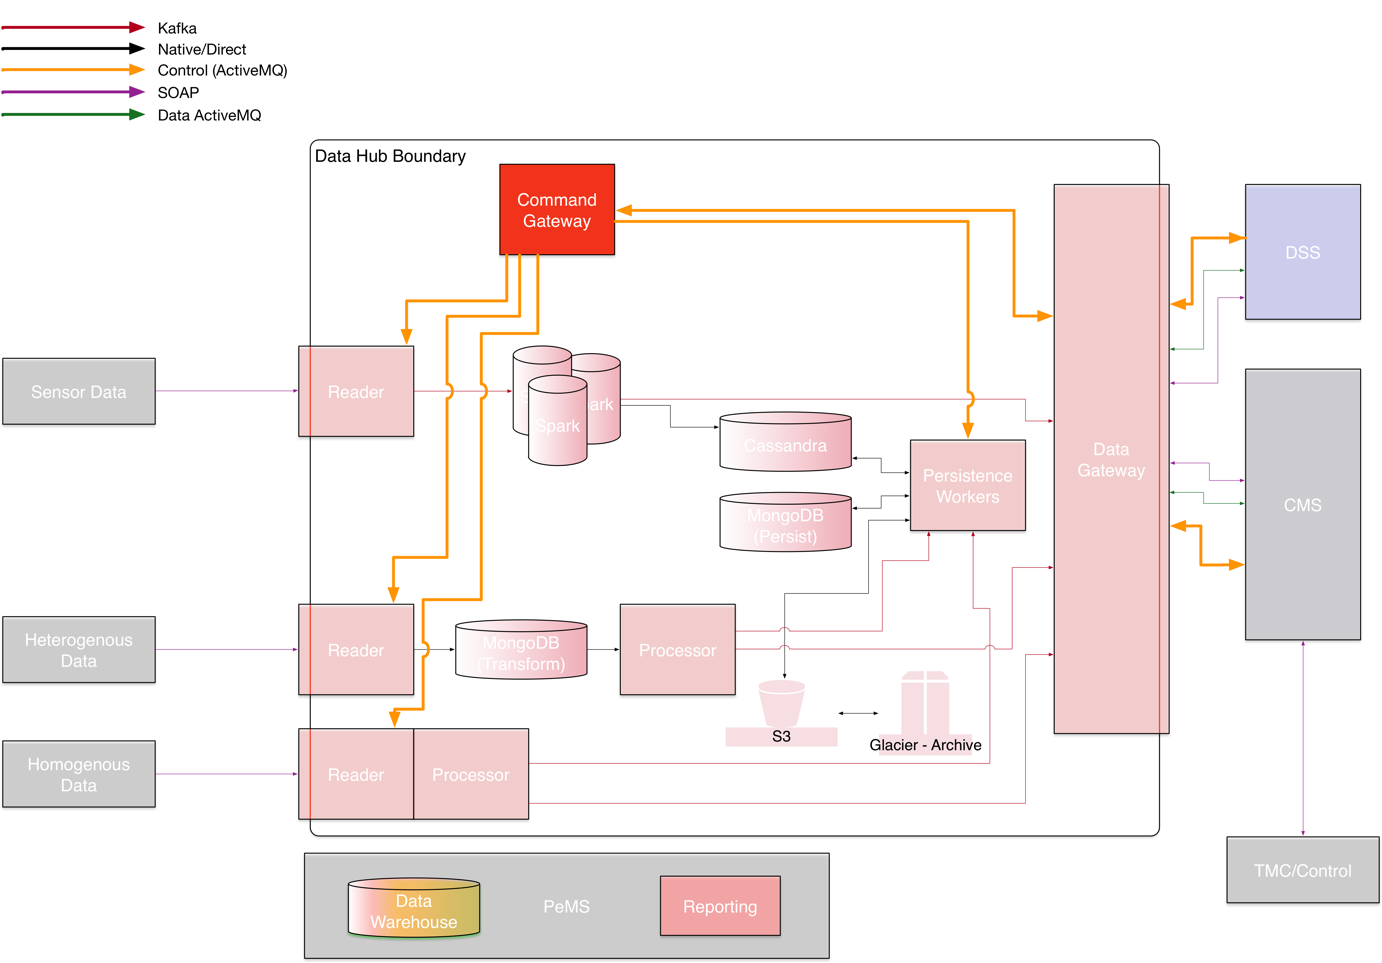 Kafka
Native/Direct
Control (ActiveMQ)
SOAP
Data ActiveMQ
Data Hub Boundary
Command
Gateway
DSS
Sensor Data
Reader
Spark
ark
Cassandra
Data
Gateway
Persistence
Workers
MongoDB
(Persist)
CMS
Heterogenous
Data
Reader
MongoDB
(Transform)
Processor
S3
Glacier - Archive
Homogenous
Data
Reader
Processor
TMC/Control
Data
Warehouse
PeMS
Reporting